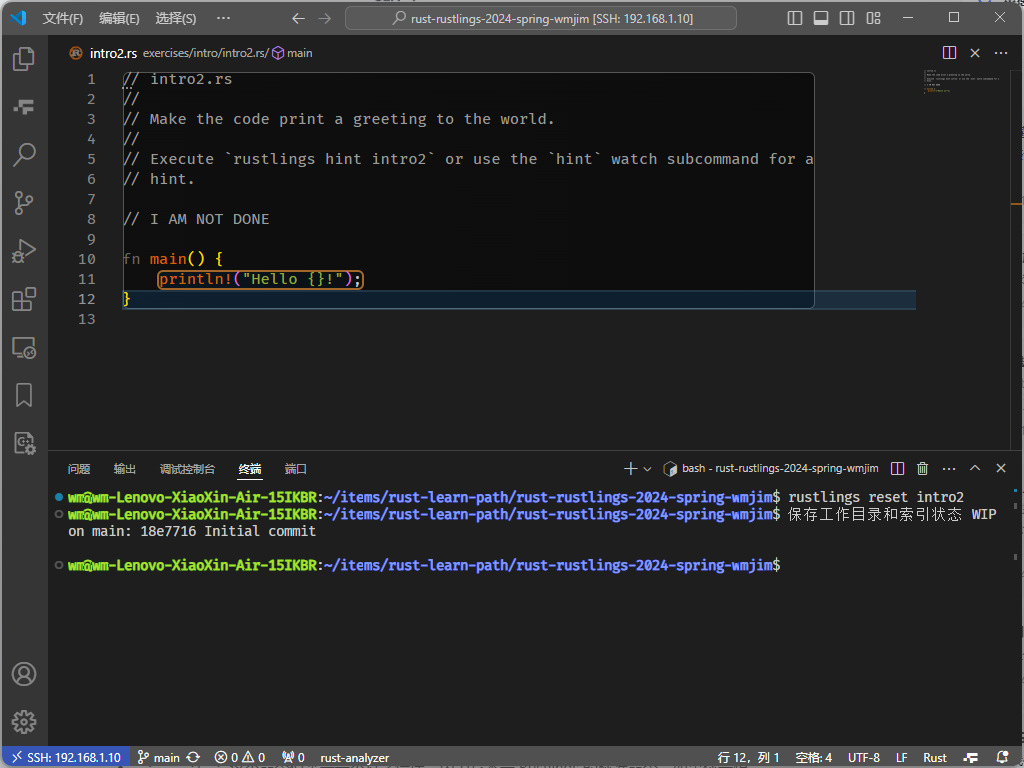 文件(F) 编辑(E) 选择(S) ··· rust-rustlings-2024-spring-wmjim [SSH: 192.168.1.10]
intro2.rs exercises/intro/intro2.rs/ main
1 // intro2.rs
2 //
3 // Make the code print a greeting to the world.
4 //
5 // Execute `rustlings hint intro2` or use the `hint` watch subcommand for a
6 // hint.
7
8 // I AM NOT DONE
9
10 fn main() {
11 println!("Hello {}!");
12 }
13
问题 输出 调试控制台 终端 端口 bash - rust-rustlings-2024-spring-wmjim
wm@wm-Lenovo-XiaoXin-Air-15IKBR:~/items/rust-learn-path/rust-rustlings-2024-spring-wmjim$ rustlings reset intro2
wm@wm-Lenovo-XiaoXin-Air-15IKBR:~/items/rust-learn-path/rust-rustlings-2024-spring-wmjim$ 保存工作目录和索引状态 WIP
on main: 18e7716 Initial commit
wm@wm-Lenovo-XiaoXin-Air-15IKBR:~/items/rust-learn-path/rust-rustlings-2024-spring-wmjim$
SSH: 192.168.1.10 main 0 0 0 rust-analyzer 行 12，列 1 空格: 4 UTF-8 LF Rust